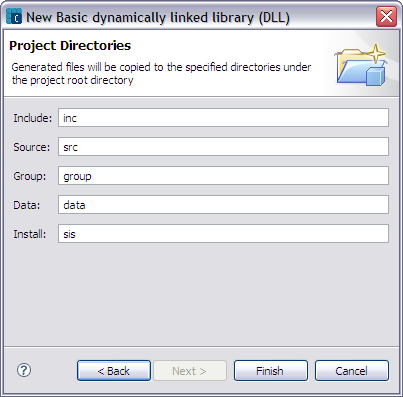 New Basic dynamically linked library (DLL)
Project Directories
Generated files will be copied to the specified directories under
the project root directory
Include: inc
Source: src
Group: group
Data: data
Install: sis
? < Back Next > Finish Cancel